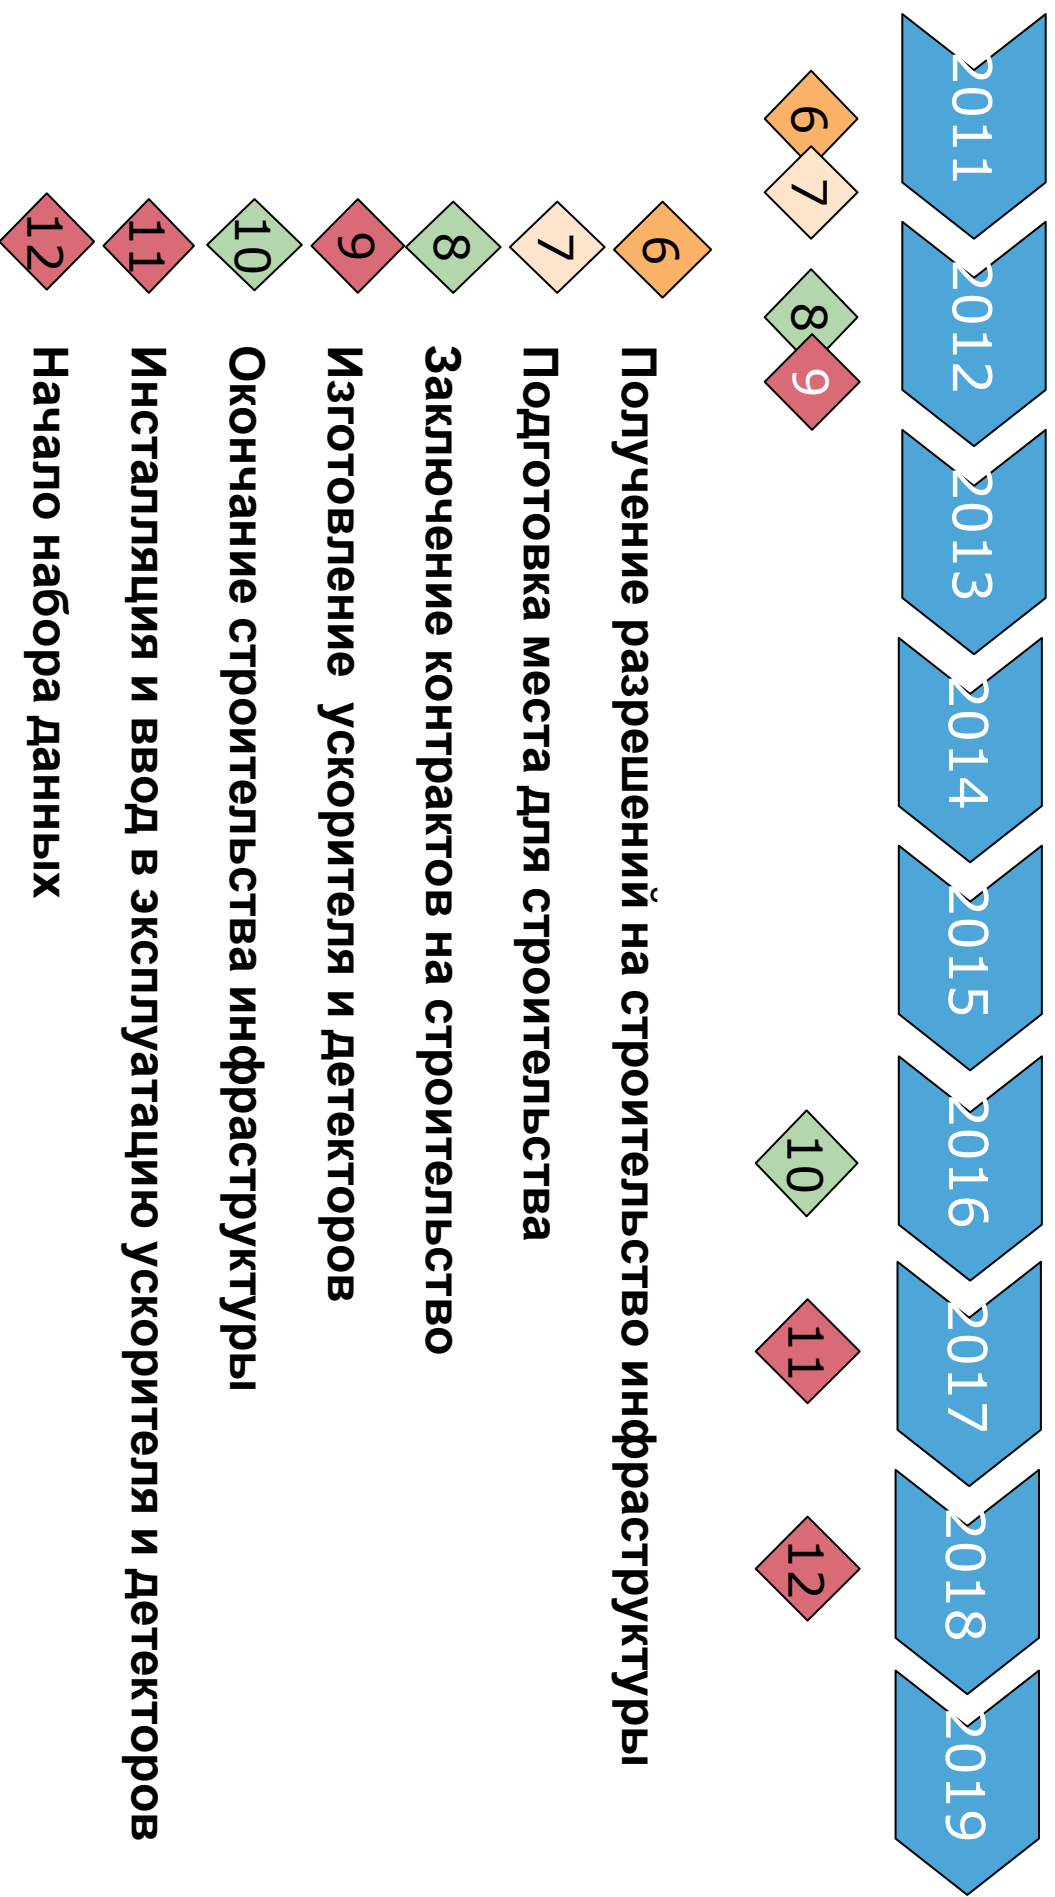 2011 2012 2013 2014 2015 2016 2017 2018 2019
6 7 8 9 10 11 12
6 Получение разрешений на строительство инфраструктуры
7 Подготовка места для строительства
8 Заключение контрактов на строительство
9 Изготовление ускорителя и детекторов
10 Окончание строительства инфраструктуры
11 Инсталляция и ввод в эксплуатацию ускорителя и детекторов
12 Начало набора данных